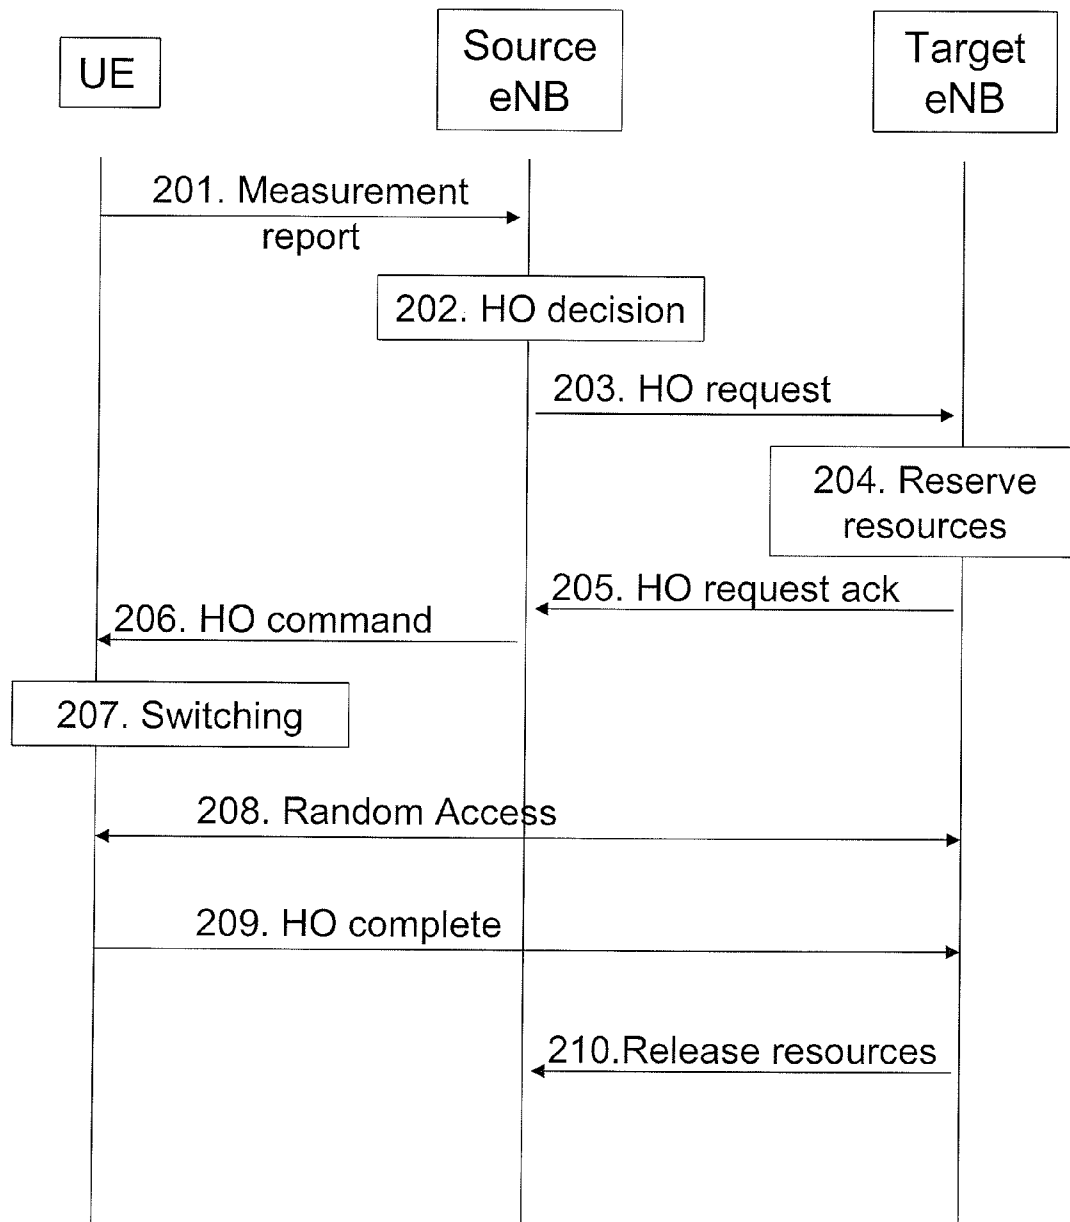 UE
Source
eNB
Target
eNB
201. Measurement
report
202. HO decision
203. HO request
204. Reserve
resources
205. HO request ack
206. HO command
207. Switching
208. Random Access
209. HO complete
210.Release resources